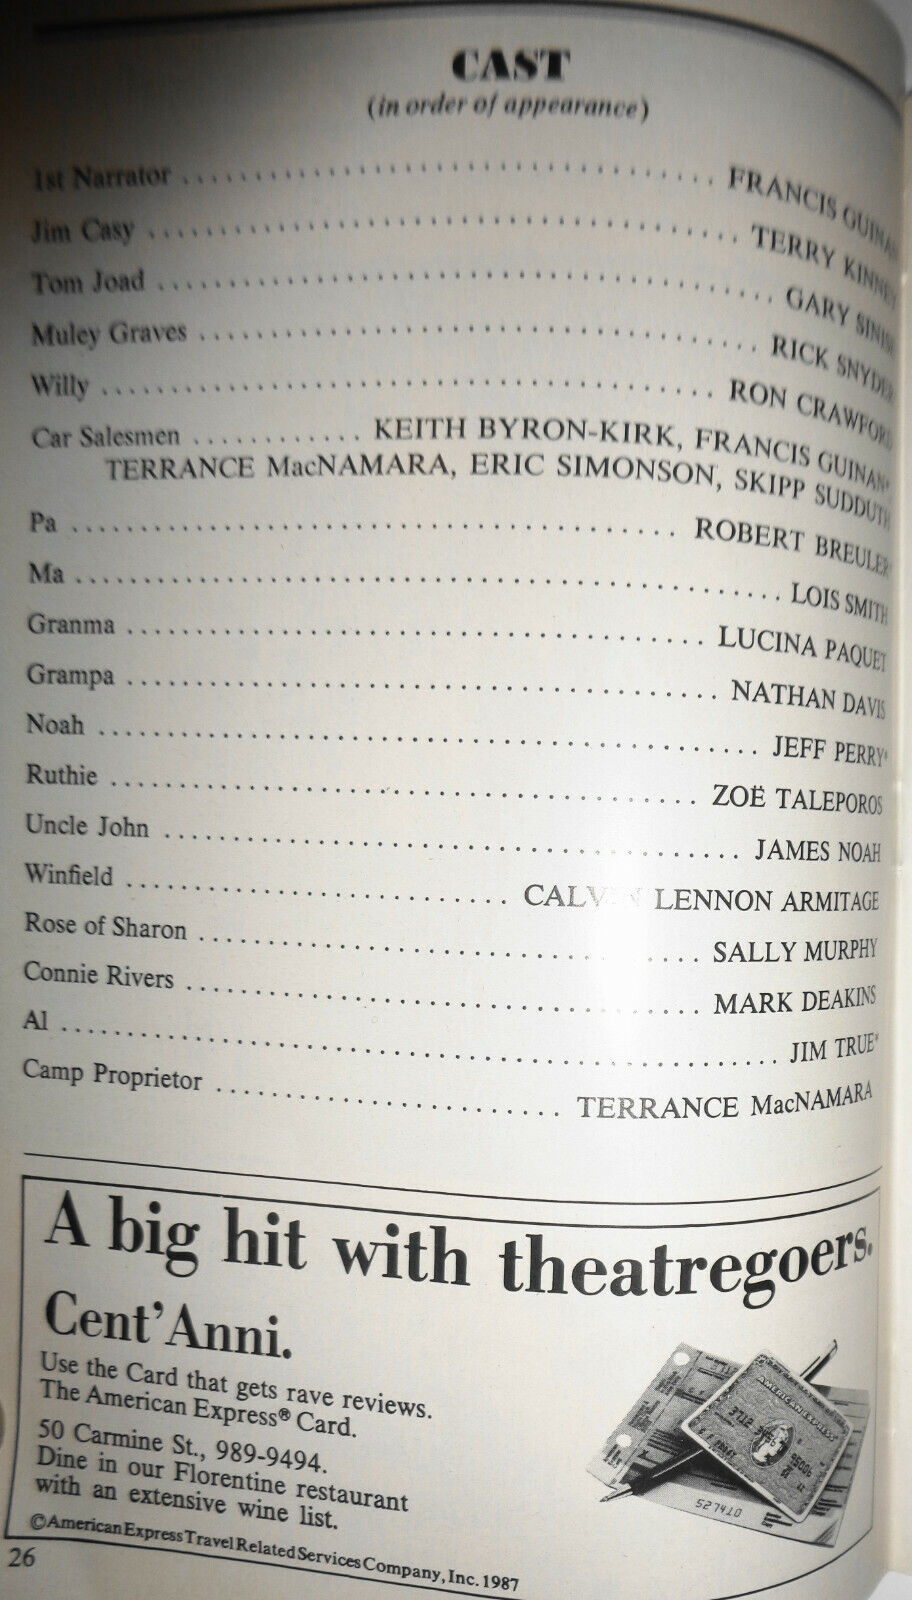 CAST
(in order of appearance)
1st Narrator . . . . . . . . . . . . . . . . . . . . . . . . . . . . . . . . . . . . . FRANCIS
Jim Casy . . . . . . . . . . . . . . . . . . . . . . . . . . . . . . . . . . . . . . . . TERRY
Tom Joad . . . . . . . . . . . . . . . . . . . . . . . . . . . . . . . . . . . . . . . . . GARY
Muley Graves . . . . . . . . . . . . . . . . . . . . . . . . . . . . . . . . . . . . . RICK SNYDER
Willy . . . . . . . . . . . . . . . . . . . . . . . . . . . . . . . . . . . . . . . . RON CRAWFORD
Car Salesmen . . . . . . . . . . . . KEITH BYRON-KIRK, FRANCIS GUINAN*
TERRANCE MacNAMARA, ERIC SIMONSON, SKIPP SUDDUTH
Pa . . . . . . . . . . . . . . . . . . . . . . . . . . . . . . . . . . . . . . . . ROBERT BREULER*
Ma . . . . . . . . . . . . . . . . . . . . . . . . . . . . . . . . . . . . . . . . . . . . . . LOIS SMITH
Granma . . . . . . . . . . . . . . . . . . . . . . . . . . . . . . . . . . . . . . LUCINA PAQUET
Grampa . . . . . . . . . . . . . . . . . . . . . . . . . . . . . . . . . . . . . . . NATHAN DAVIS
Noah . . . . . . . . . . . . . . . . . . . . . . . . . . . . . . . . . . . . . . . . . . . JEFF PERRY*
Ruthie . . . . . . . . . . . . . . . . . . . . . . . . . . . . . . . . . . . . . . ZOË TALEPOROS
Uncle John . . . . . . . . . . . . . . . . . . . . . . . . . . . . . . . . . . . . . . JAMES NOAH
Winfield . . . . . . . . . . . . . . . . . . . . . . . . . CALVIN LENNON ARMITAGE
Rose of Sharon . . . . . . . . . . . . . . . . . . . . . . . . . . . . . . . . . SALLY MURPHY
Connie Rivers . . . . . . . . . . . . . . . . . . . . . . . . . . . . . . . . . . MARK DEAKINS
Al . . . . . . . . . . . . . . . . . . . . . . . . . . . . . . . . . . . . . . . . . . . . . . . JIM TRUE*
Camp Proprietor . . . . . . . . . . . . . . . . . . . . . . . TERRANCE MacNAMARA
A big hit with theatregoers.
Cent'Anni.
Use the Card that gets rave reviews.
The American Express® Card.
50 Carmine St., 989-9494.
Dine in our Florentine restaurant
with an extensive wine list.
©American Express Travel Related Services Company, Inc. 1987
AMERICAN EXPRESS
527410
26